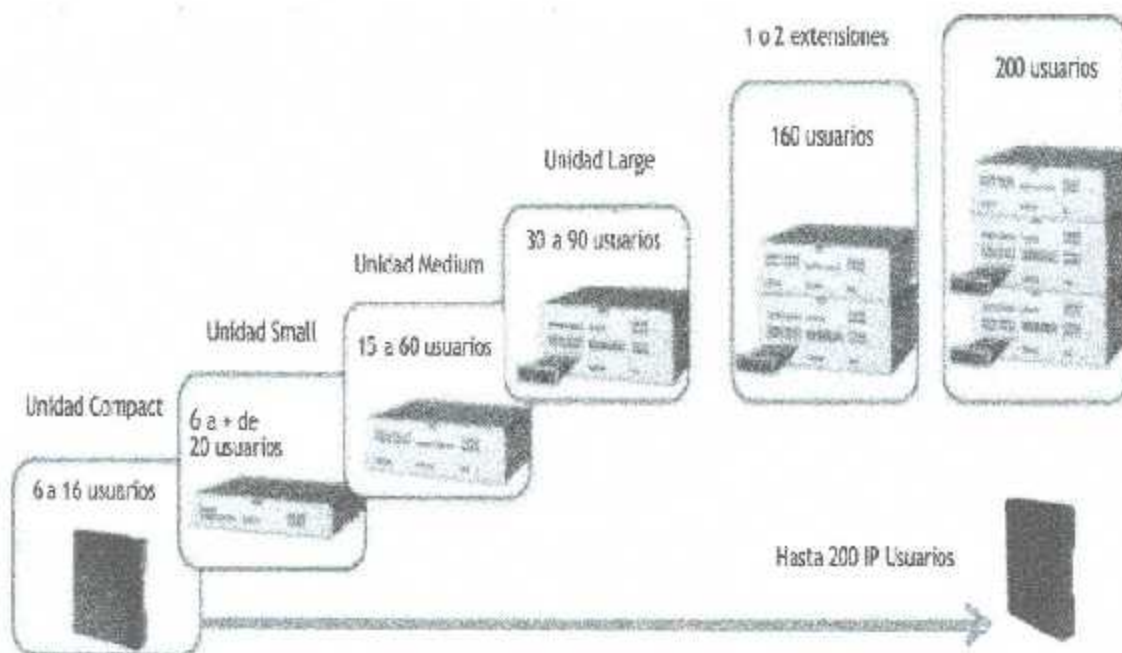 1 o 2 extensiones
200 usuarios
160 usuarios
Unidad Large
30 a 90 usuarios
Unidad Medium
15 a 60 usuarios
Unidad Small
6 a + de
20 usuarios
Unidad Compact
6 a 16 usuarios
Hasta 200 IP Usuarios